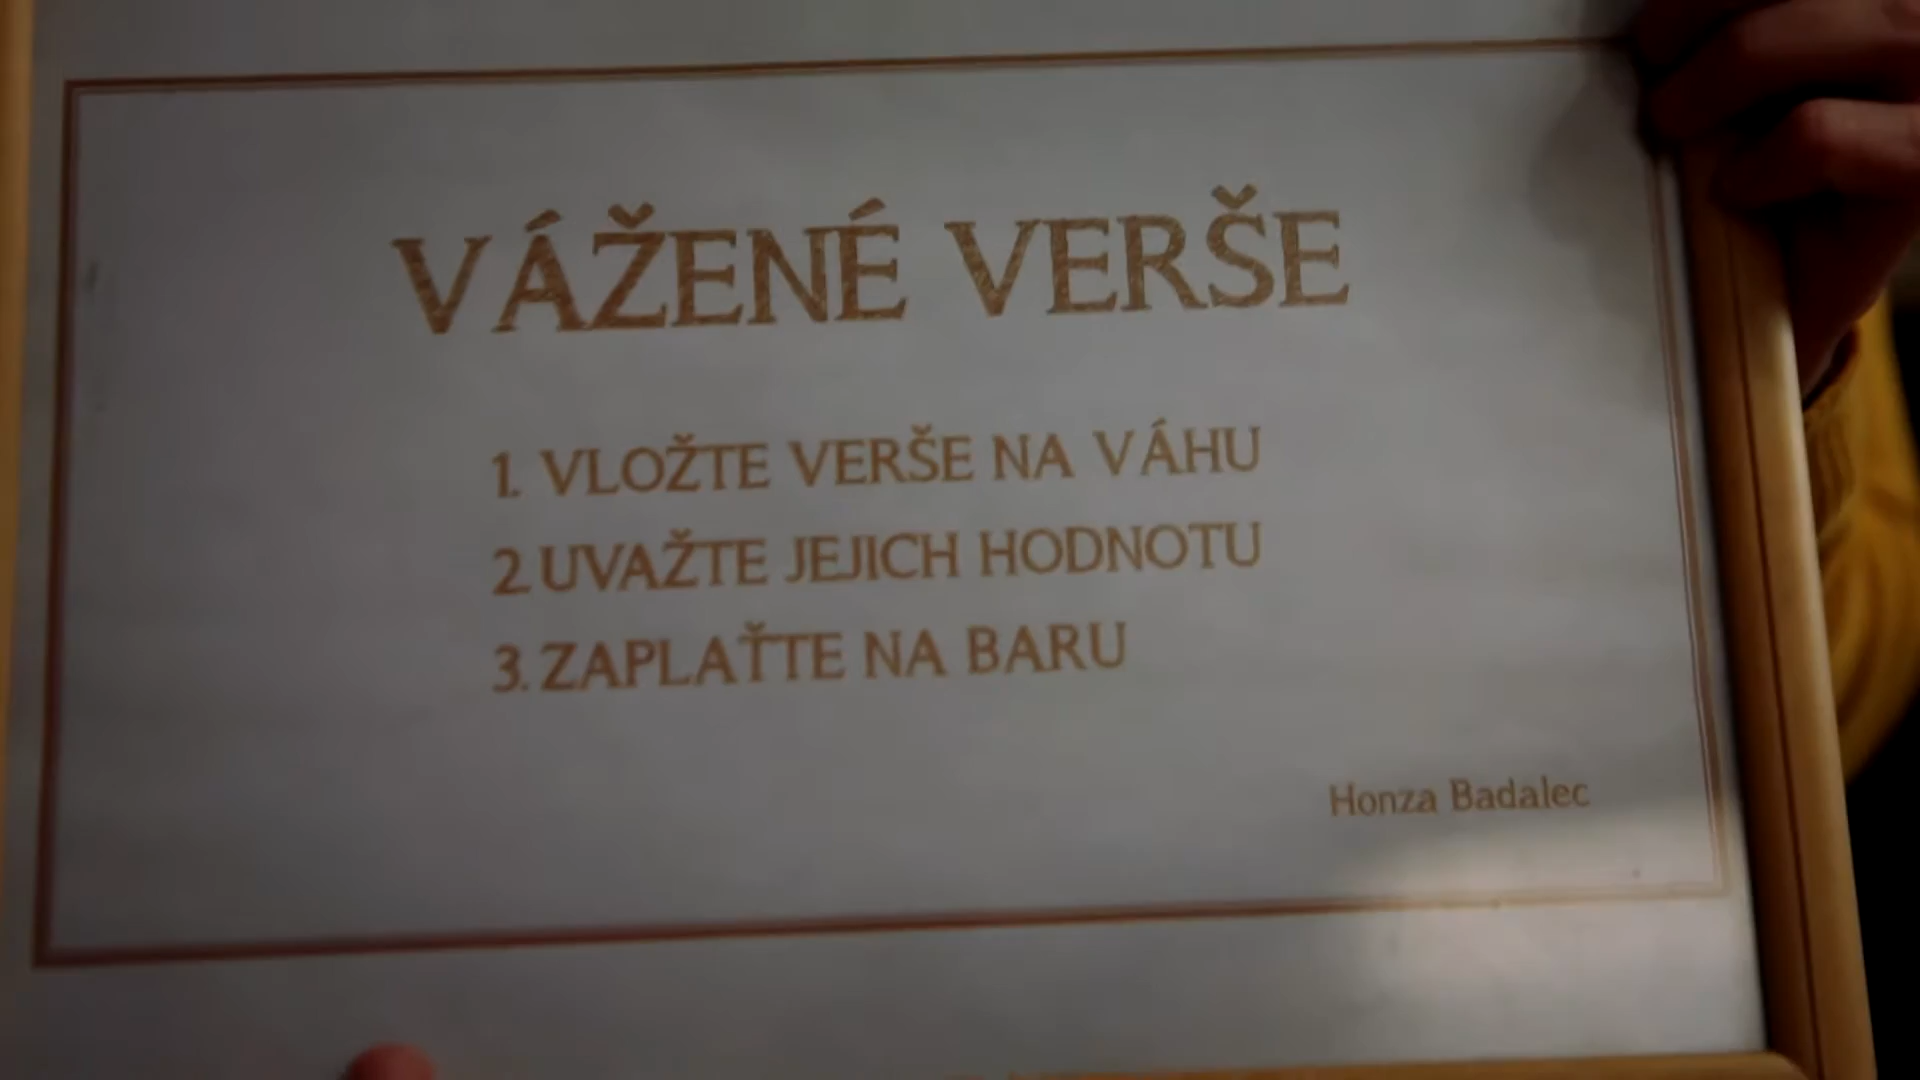 VÁŽENÉ VERŠE
1. VLOŽTE VERŠE NA VÁHU
2. UVAŽTE JEJICH HODNOTU
3. ZAPLAŤTE NA BARU
Honza Badalec